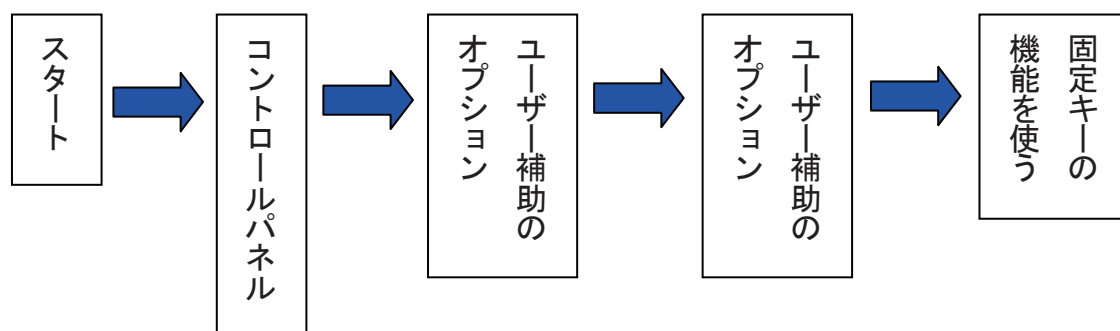 スタート
コントロールパネル
ユーザー補助の
オプション
ユーザー補助の
オプション
固定キーの
機能を使う